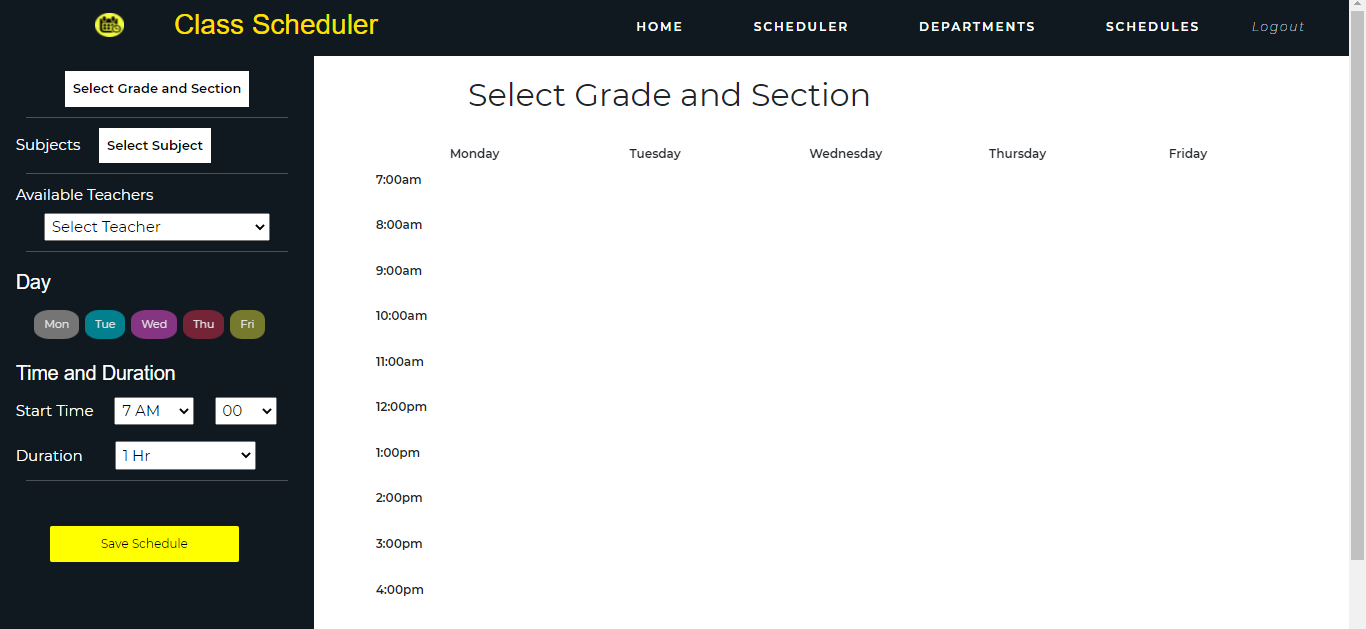 Class Scheduler
HOME SCHEDULER DEPARTMENTS SCHEDULES Logout
Select Grade and Section
Subjects Select Subject
Available Teachers
Select Teacher
Day
Mon Tue Wed Thu Fri
Time and Duration
Start Time 7 AM 00
Duration 1 Hr
Save Schedule
Select Grade and Section
Monday Tuesday Wednesday Thursday Friday
7:00am
8:00am
9:00am
10:00am
11:00am
12:00pm
1:00pm
2:00pm
3:00pm
4:00pm